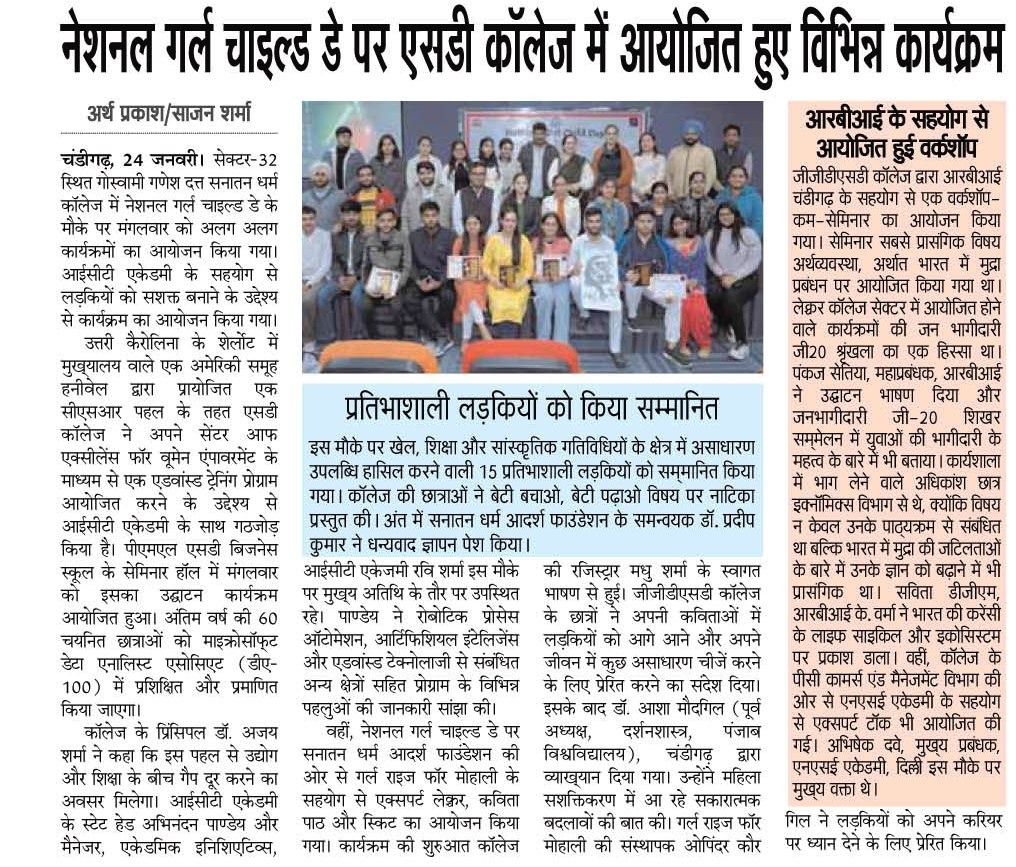 नेशनल गर्ल चाइल्ड डे पर एसडी कॉलेज में आयोजित हुए विभिन्न कार्यक्रम
अर्थ प्रकाश/साजन शर्मा
चंडीगढ़, 24 जनवरी। सेक्टर-32
स्थित गोस्वामी गणेश दत्त सनातन धर्म
कॉलेज में नेशनल गर्ल चाइल्ड डे के
मौके पर मंगलवार को अलग अलग
कार्यक्रमों का आयोजन किया गया।
आईसीटी एकेडमी के सहयोग से
लड़कियों को सशक्त बनाने के उद्देश्य
से कार्यक्रम का आयोजन किया गया।
उत्तरी कैरोलिना के शेर्लोट में
मुख्यालय वाले एक अमेरिकी समूह
हनीवेल द्वारा प्रायोजित एक
सीएसआर पहल के तहत एसडी
कॉलेज ने अपने सेंटर आफ
एक्सीलेंस फॉर वूमेन एंपावरमेंट के
माध्यम से एक एडवांस्ड ट्रेनिंग प्रोग्राम
आयोजित करने के उद्देश्य से
आईसीटी एकेडमी के साथ गठजोड़
किया है। पीएमएल एसडी बिजनेस
स्कूल के सेमिनार हॉल में मंगलवार
को इसका उद्घाटन कार्यक्रम
आयोजित हुआ। अंतिम वर्ष की 60
चयनित छात्राओं को माइक्रोसॉफ्ट
डेटा एनालिस्ट एसोसिएट (डीए-
100) में प्रशिक्षित और प्रमाणित
किया जाएगा।
कॉलेज के प्रिंसिपल डॉ. अजय
शर्मा ने कहा कि इस पहल से उद्योग
और शिक्षा के बीच गैप दूर करने का
अवसर मिलेगा। आईसीटी एकेडमी
के स्टेट हेड अभिनंदन पाण्डेय और
मैनेजर, एकेडमिक इनिशिएटिव्स,
प्रतिभाशाली लड़कियों को किया सम्मानित
इस मौके पर खेल, शिक्षा और सांस्कृतिक गतिविधियों के क्षेत्र में असाधारण
उपलब्धि हासिल करने वाली 15 प्रतिभाशाली लड़कियों को सम्मानित किया
गया। कॉलेज की छात्राओं ने बेटी बचाओ, बेटी पढ़ाओ विषय पर नाटिका
प्रस्तुत की। अंत में सनातन धर्म आदर्श फाउंडेशन के समन्वयक डॉ. प्रदीप
कुमार ने धन्यवाद ज्ञापन पेश किया।
आईसीटी एकेजमी रवि शर्मा इस मौके
पर मुख्य अतिथि के तौर पर उपस्थित
रहे। पाण्डेय ने रोबोटिक प्रोसेस
ऑटोमेशन, आर्टिफिशियल इंटेलिजेंस
और एडवांस्ड टेक्नोलाजी से संबंधित
अन्य क्षेत्रों सहित प्रोग्राम के विभिन्न
पहलुओं की जानकारी सांझा की।
वहीं, नेशनल गर्ल चाइल्ड डे पर
सनातन धर्म आदर्श फाउंडेशन की
ओर से गर्ल राइज फॉर मोहाली के
सहयोग से एक्सपर्ट लेक्चर, कविता
पाठ और स्किट का आयोजन किया
गया। कार्यक्रम की शुरुआत कॉलेज
की रजिस्ट्रार मधु शर्मा के स्वागत
भाषण से हुई। जीजीडीएसडी कॉलेज
के छात्रों ने अपनी कविताओं में
लड़कियों को आगे आने और अपने
जीवन में कुछ असाधारण चीजें करने
के लिए प्रेरित करने का संदेश दिया।
इसके बाद डॉ. आशा मौदगिल (पूर्व
अध्यक्ष, दर्शनशास्त्र, पंजाब
विश्वविद्यालय), चंडीगढ़ द्वारा
व्याख्यान दिया गया। उन्होंने महिला
सशक्तिकरण में आ रहे सकारात्मक
बदलावों की बात की। गर्ल राइज फॉर
मोहाली की संस्थापक ओपिंदर कौर
आरबीआई के सहयोग से
आयोजित हुई वर्कशॉप
जीजीडीएसडी कॉलेज द्वारा आरबीआई
चंडीगढ़ के सहयोग से एक वर्कशॉप-
कम-सेमिनार का आयोजन किया
गया। सेमिनार सबसे प्रासंगिक विषय
अर्थव्यवस्था, अर्थात भारत में मुद्रा
प्रबंधन पर आयोजित किया गया था।
लेक्चर कॉलेज सेक्टर में आयोजित होने
वाले कार्यक्रमों की जन भागीदारी
जी20 श्रृंखला का एक हिस्सा था।
पंकज सेतिया, महाप्रबंधक, आरबीआई
ने उद्घाटन भाषण दिया और
जनभागीदारी जी-20 शिखर
सम्मेलन में युवाओं की भागीदारी के
महत्व के बारे में भी बताया। कार्यशाला
में भाग लेने वाले अधिकांश छात्र
इक्नॉमिक्स विभाग से थे, क्योंकि विषय
न केवल उनके पाठ्यक्रम से संबंधित
था बल्कि भारत में मुद्रा की जटिलताओं
के बारे में उनके ज्ञान को बढ़ाने में भी
प्रासंगिक था। सविता डीजीएम,
आरबीआई के. वर्मा ने भारत की करेंसी
के लाइफ साइकिल और इकोसिस्टम
पर प्रकाश डाला। वहीं, कॉलेज के
पीसी कामर्स एंड मैनेजमेंट विभाग की
ओर से एनएसई एकेडमी के सहयोग
से एक्सपर्ट टॉक भी आयोजित की
गई। अभिषेक दवे, मुख्य प्रबंधक,
एनएसई एकेडमी, दिल्ली इस मौके पर
मुख्य वक्ता थे।
गिल ने लड़कियों को अपने करियर
पर ध्यान देने के लिए प्रेरित किया।